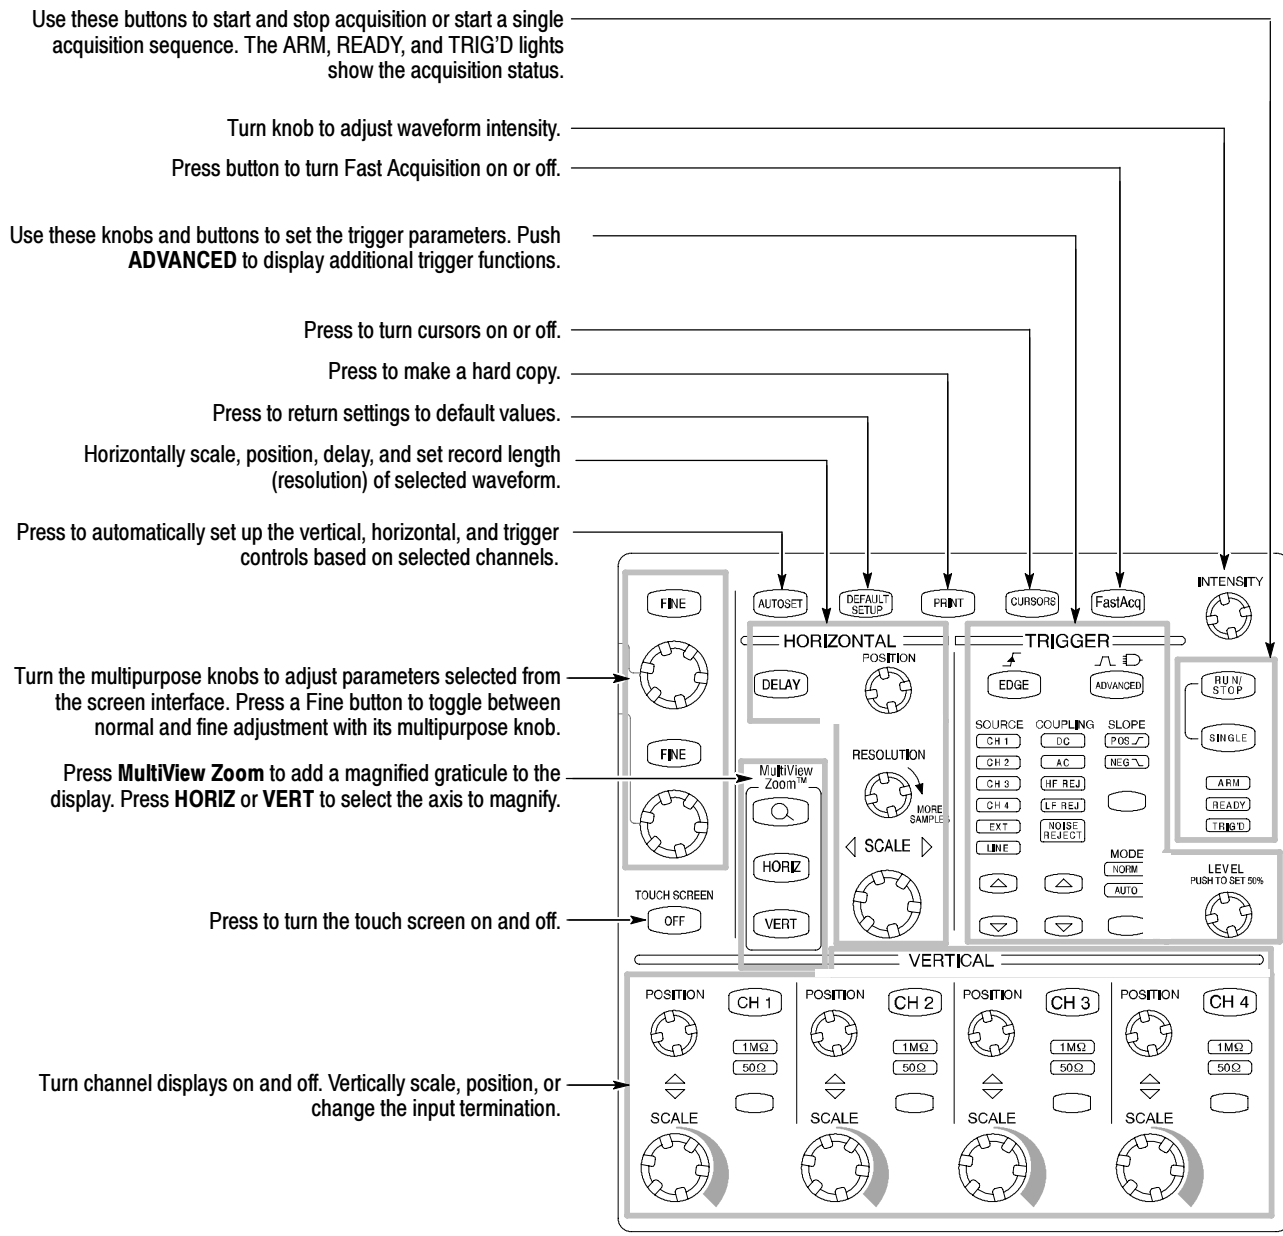 Use these buttons to start and stop acquisition or start a single
acquisition sequence. The ARM, READY, and TRIG'D lights
show the acquisition status.
Turn knob to adjust waveform intensity.
Press button to turn Fast Acquisition on or off.
Use these knobs and buttons to set the trigger parameters. Push
ADVANCED to display additional trigger functions.
Press to turn cursors on or off.
Press to make a hard copy.
Press to return settings to default values.
Horizontally scale, position, delay, and set record length
(resolution) of selected waveform.
Press to automatically set up the vertical, horizontal, and trigger
controls based on selected channels.
Turn the multipurpose knobs to adjust parameters selected from
the screen interface. Press a Fine button to toggle between
normal and fine adjustment with its multipurpose knob.
Press MultiView Zoom to add a magnified graticule to the
display. Press HORIZ or VERT to select the axis to magnify.
Press to turn the touch screen on and off.
Turn channel displays on and off. Vertically scale, position, or
change the input termination.
FINE
FINE
TOUCH SCREEN
OFF
AUTOSET
DEFAULT
SETUP
PRINT
CURSORS
FastAcq
INTENSITY
HORIZONTAL
POSITION
DELAY
RESOLUTION
MORE
SAMPLES
SCALE
MultiView
Zoom™
HORIZ
VERT
TRIGGER
EDGE
ADVANCED
SOURCE
CH 1
CH 2
CH 3
CH 4
EXT
LINE
COUPLING
DC
AC
HF REJ
LF REJ
NOISE
REJECT
SLOPE
POS
NEG
MODE
NORM
AUTO
RUN/
STOP
SINGLE
ARM
READY
TRIG'D
LEVEL
PUSH TO SET 50%
VERTICAL
POSITION
CH 1
1MΩ
50Ω
SCALE
POSITION
CH 2
1MΩ
50Ω
SCALE
POSITION
CH 3
1MΩ
50Ω
SCALE
POSITION
CH 4
1MΩ
50Ω
SCALE